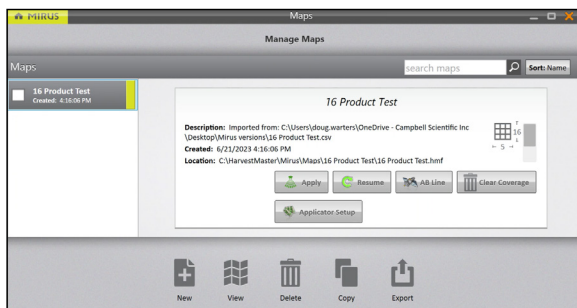 MIRUS
Maps
Manage Maps
Maps
search maps
Sort: Name
16 Product Test
Created: 4:16:06 PM
16 Product Test
Description: Imported from: C:\Users\doug.warters\OneDrive - Campbell Scientific Inc
\Desktop\Mirus versions\16 Product Test.csv
16
5
Created: 6/21/2023 4:16:06 PM
Location: C:\HarvestMaster\Mirus\Maps\16 Product Test\16 Product Test.hmf
Apply
Resume
AB Line
Clear Coverage
Applicator Setup
New
View
Delete
Copy
Export